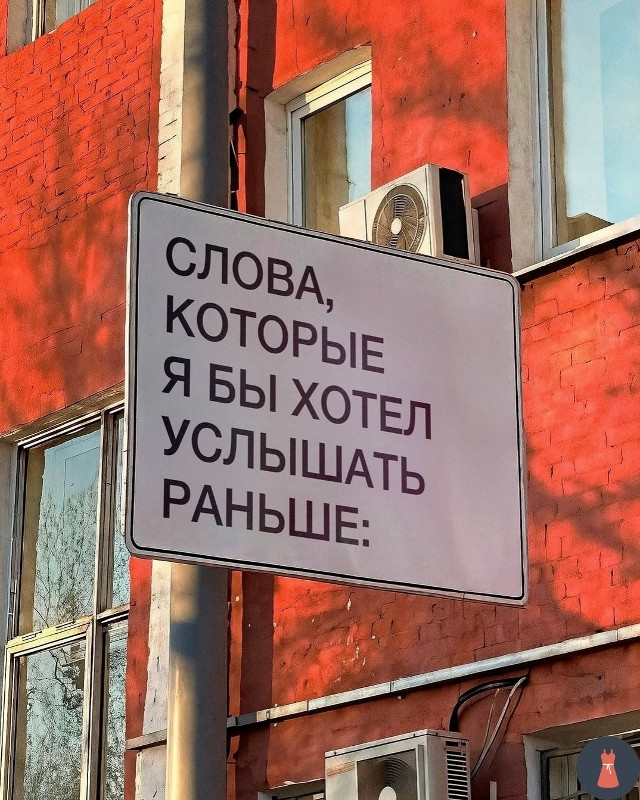 СЛОВА,
КОТОРЫЕ
Я БЫ ХОТЕЛ
УСЛЫШАТЬ
РАНЬШЕ: